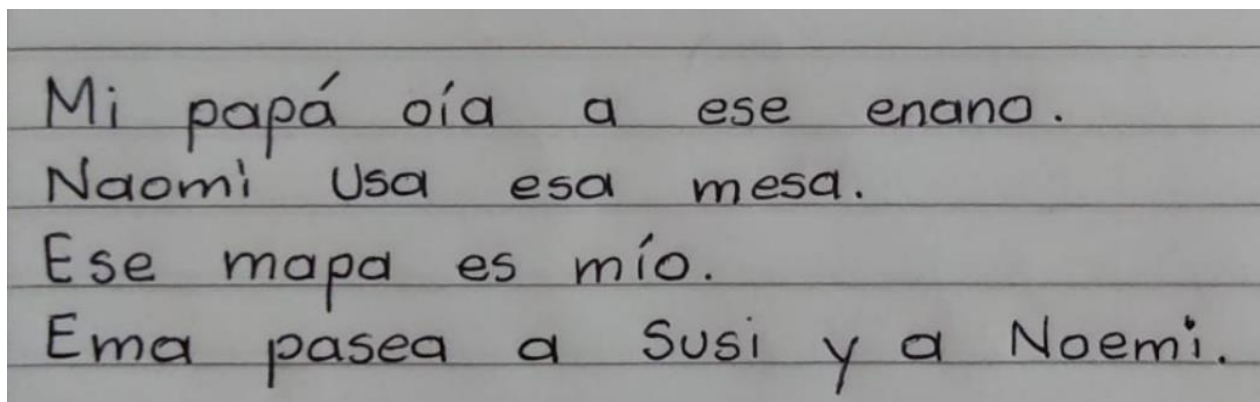 Mi papá oía a ese enano.
Naomi usa esa mesa.
Ese mapa es mío.
Ema pasea a Susi y a Noemi.